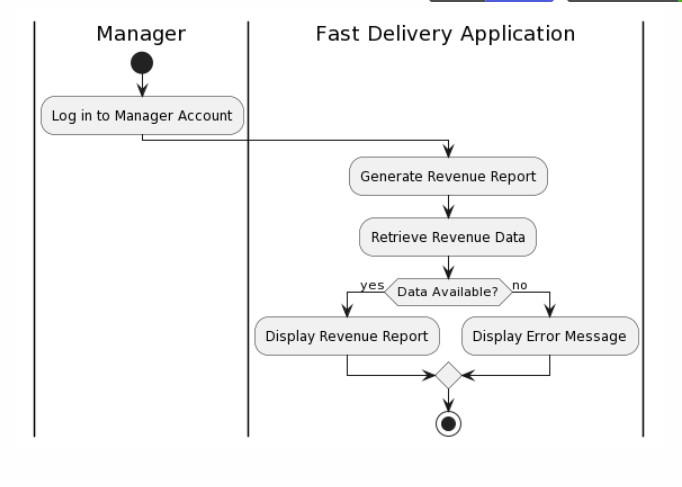 Manager
Fast Delivery Application
Log in to Manager Account
Generate Revenue Report
Retrieve Revenue Data
yes
Data Available?
no
Display Revenue Report
Display Error Message